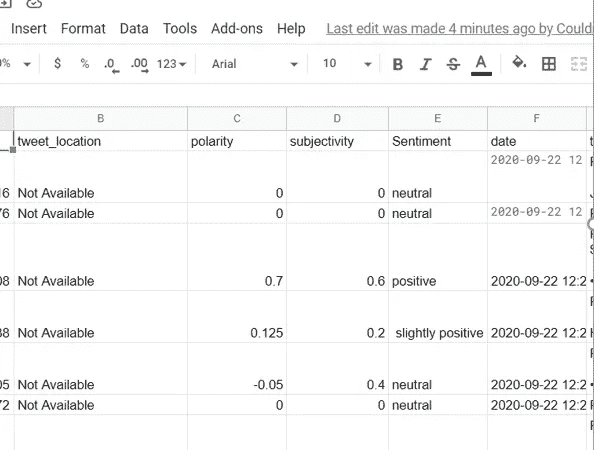 Insert Format Data Tools Add-ons Help Last edit was made 4 minutes ago by Could
0% $ % .0 .00 123 Arial 10 B I S A
B C D E F
tweet_location polarity subjectivity Sentiment date t
2020-09-22 12
16 Not Available 0 0 neutral
76 Not Available 0 0 neutral 2020-09-22 12
08 Not Available 0.7 0.6 positive 2020-09-22 12:2
38 Not Available 0.125 0.2 slightly positive 2020-09-22 12:2
05 Not Available -0.05 0.4 neutral 2020-09-22 12:2
72 Not Available 0 0 neutral 2020-09-22 12:2